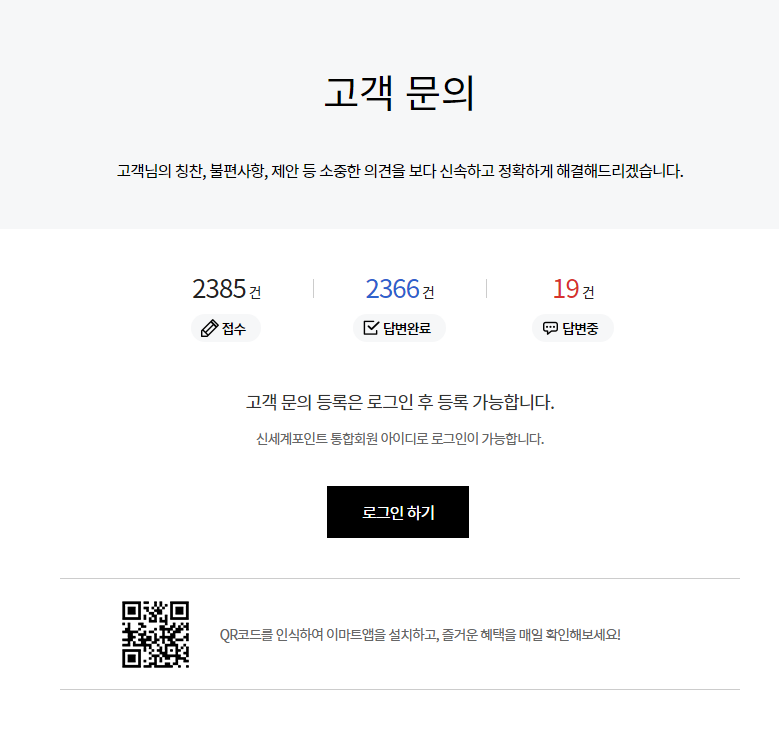 고객 문의
고객님의 칭찬, 불편사항, 제안 등 소중한 의견을 보다 신속하고 정확하게 해결해드리겠습니다.
2385 건 2366 건 19 건
접수 답변완료 답변중
고객 문의 등록은 로그인 후 등록 가능합니다.
신세계포인트 통합회원 아이디로 로그인이 가능합니다.
로그인 하기
QR코드를 인식하여 이마트앱을 설치하고, 즐거운 혜택을 매일 확인해보세요!